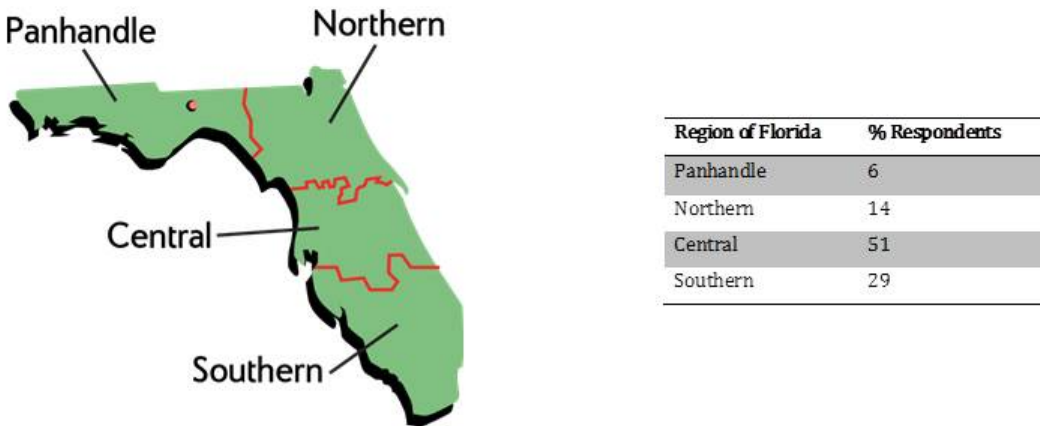 Panhandle
Northern
Central
Southern
Region of Florida % Respondents
Panhandle 6
Northern 14
Central 51
Southern 29